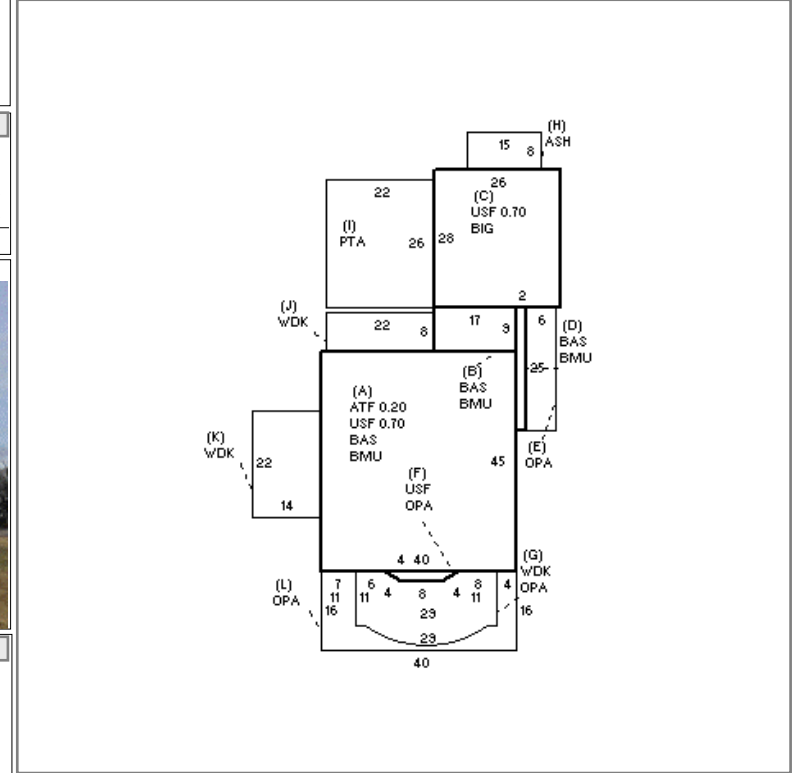 (H)
ASH
15
8
26
(C)
USF 0.70
BIG
22
(I)
PTA
26
28
2
(J)
WDK
22
8
17
9
6
(D)
BAS
BMU
25
(B)
BAS
BMU
(A)
ATF 0.20
USF 0.70
BAS
BMU
(K)
WDK
22
14
45
(E)
OPA
(F)
USF
OPA
4 40
(G)
WDK
OPA
(L)
OPA
7
11
16
6
11
4
8
4
8
11
4
16
29
29
40